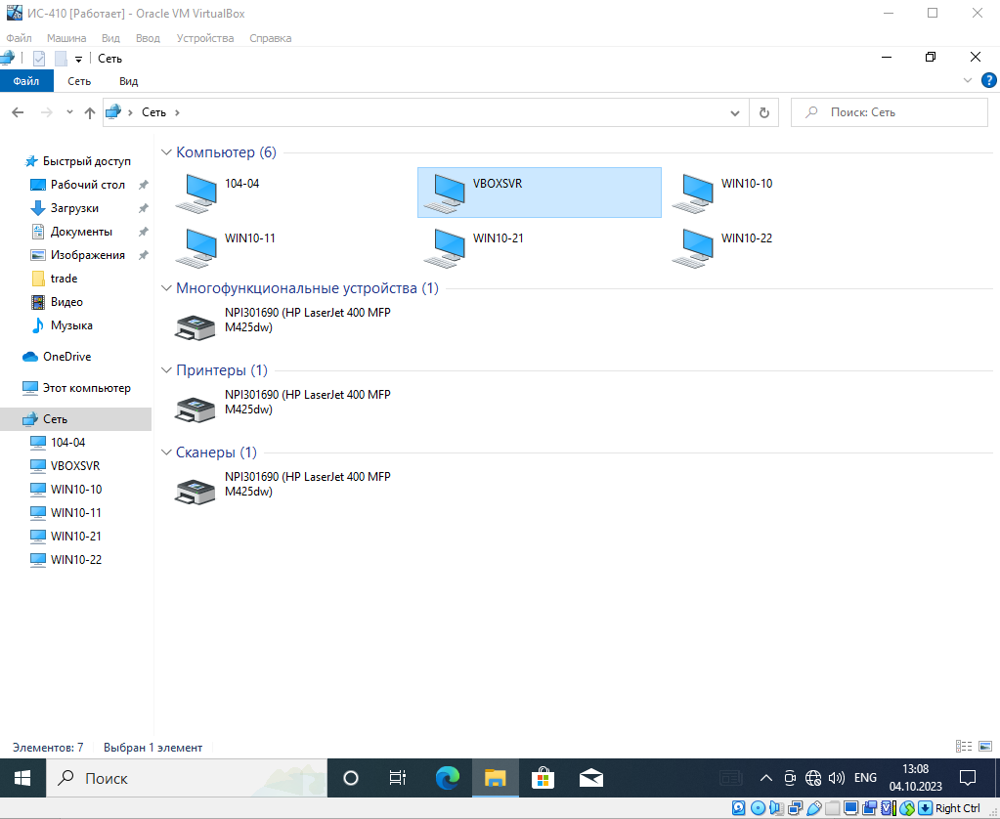 ИС-410 [Работает] - Oracle VM VirtualBox
Файл Машина Вид Ввод Устройства Справка
Сеть
Файл Сеть Вид
Сеть
Поиск: Сеть
Быстрый доступ
Рабочий стол
Загрузки
Документы
Изображения
trade
Видео
Музыка
OneDrive
Этот компьютер
Сеть
104-04
VBOXSVR
WIN10-10
WIN10-11
WIN10-21
WIN10-22
Компьютер (6)
104-04 VBOXSVR WIN10-10
WIN10-11 WIN10-21 WIN10-22
Многофункциональные устройства (1)
NPI301690 (HP LaserJet 400 MFP
M425dw)
Принтеры (1)
NPI301690 (HP LaserJet 400 MFP
M425dw)
Сканеры (1)
NPI301690 (HP LaserJet 400 MFP
M425dw)
Элементов: 7 Выбран 1 элемент
Поиск
ENG
13:08
04.10.2023
Right Ctrl